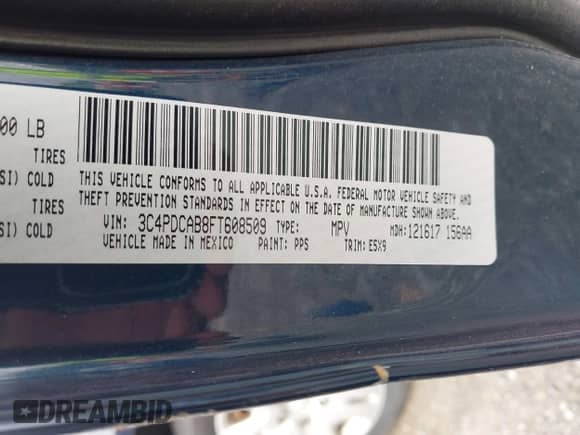 00 LB
TIRES
SI) COLD
TIRES
SI) COLD
THIS VEHICLE CONFORMS TO ALL APPLICABLE U.S.A. FEDERAL MOTOR VEHICLE SAFETY AND
THEFT PREVENTION STANDARDS IN EFFECT ON THE DATE OF MANUFACTURE SHOWN ABOVE.
VIN: 3C4PDCAB8FT608509 TYPE: MPV MDH:121617 156AA
VEHICLE MADE IN MEXICO PAINT: PPS TRIM: E5X9
DREAMBID